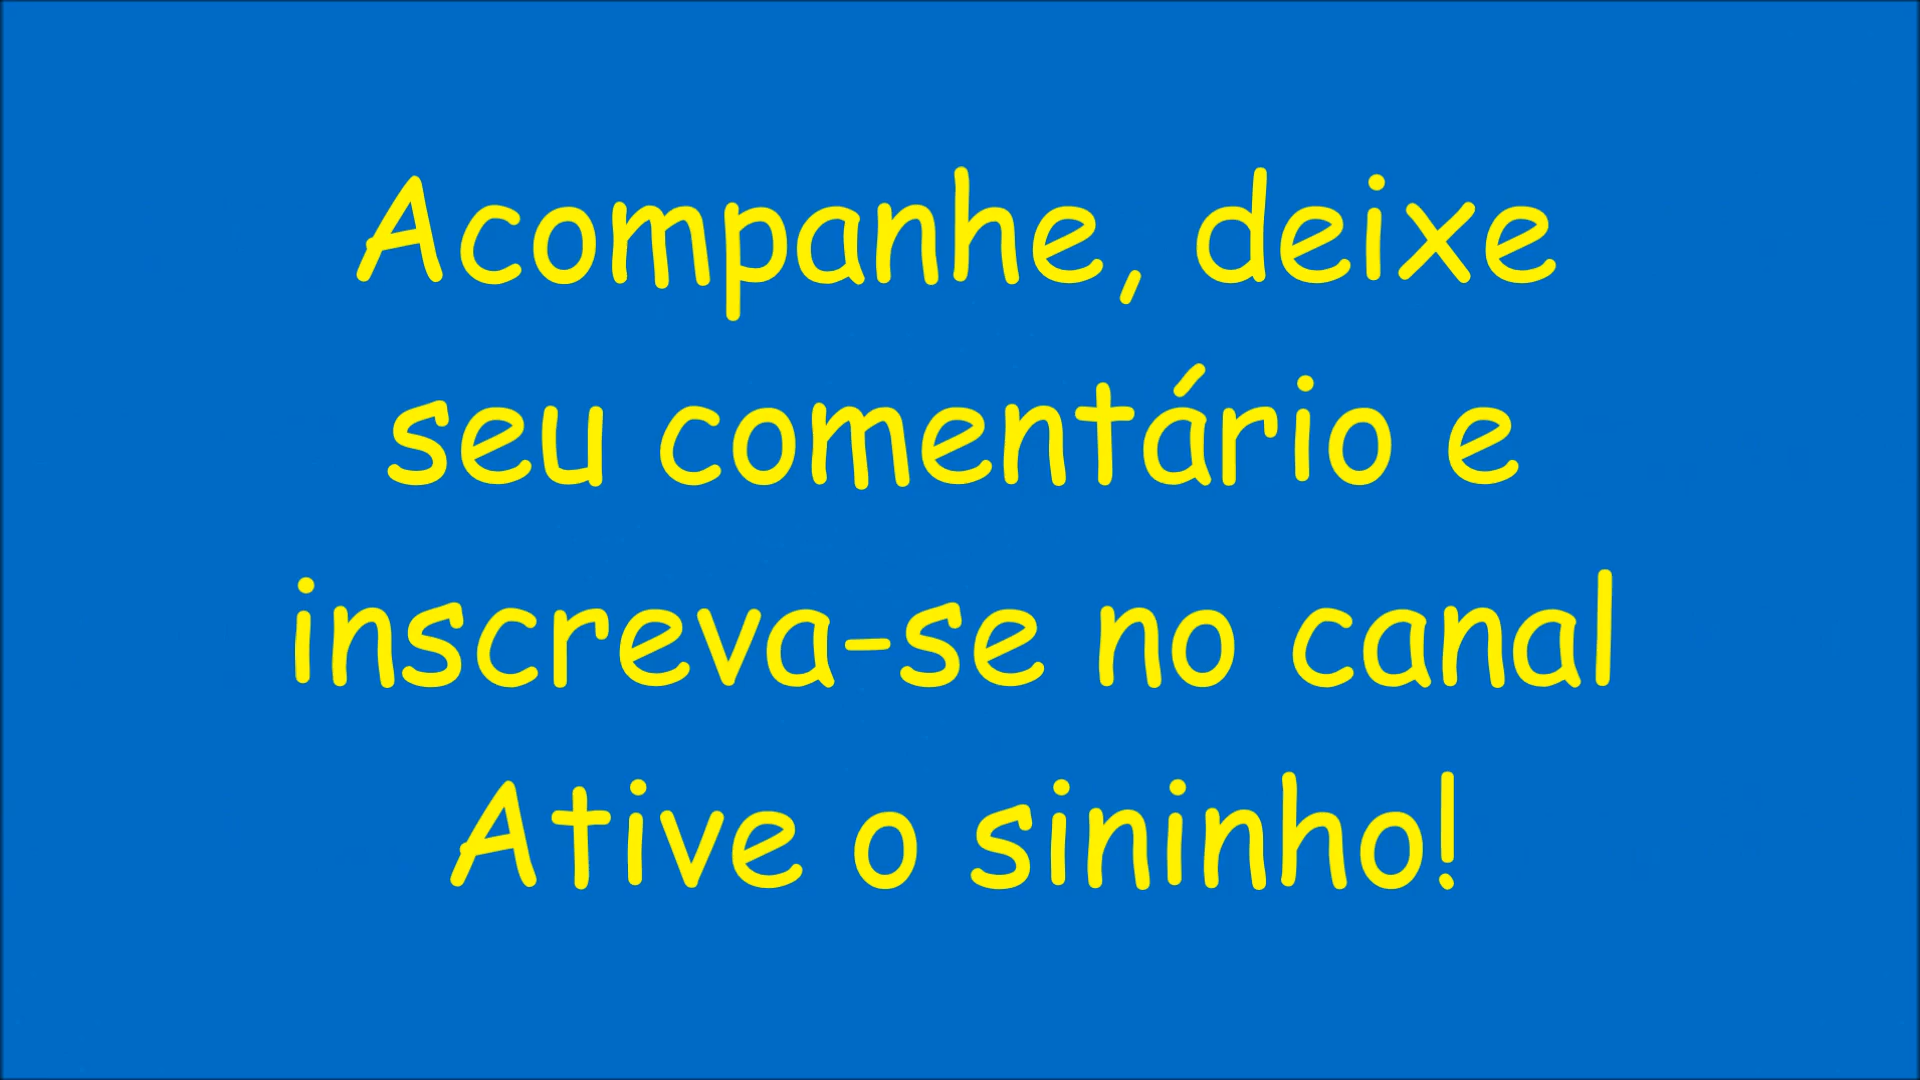 Acompanhe, deixe
seu comentário e
inscreva-se no canal
Ative o sininho!